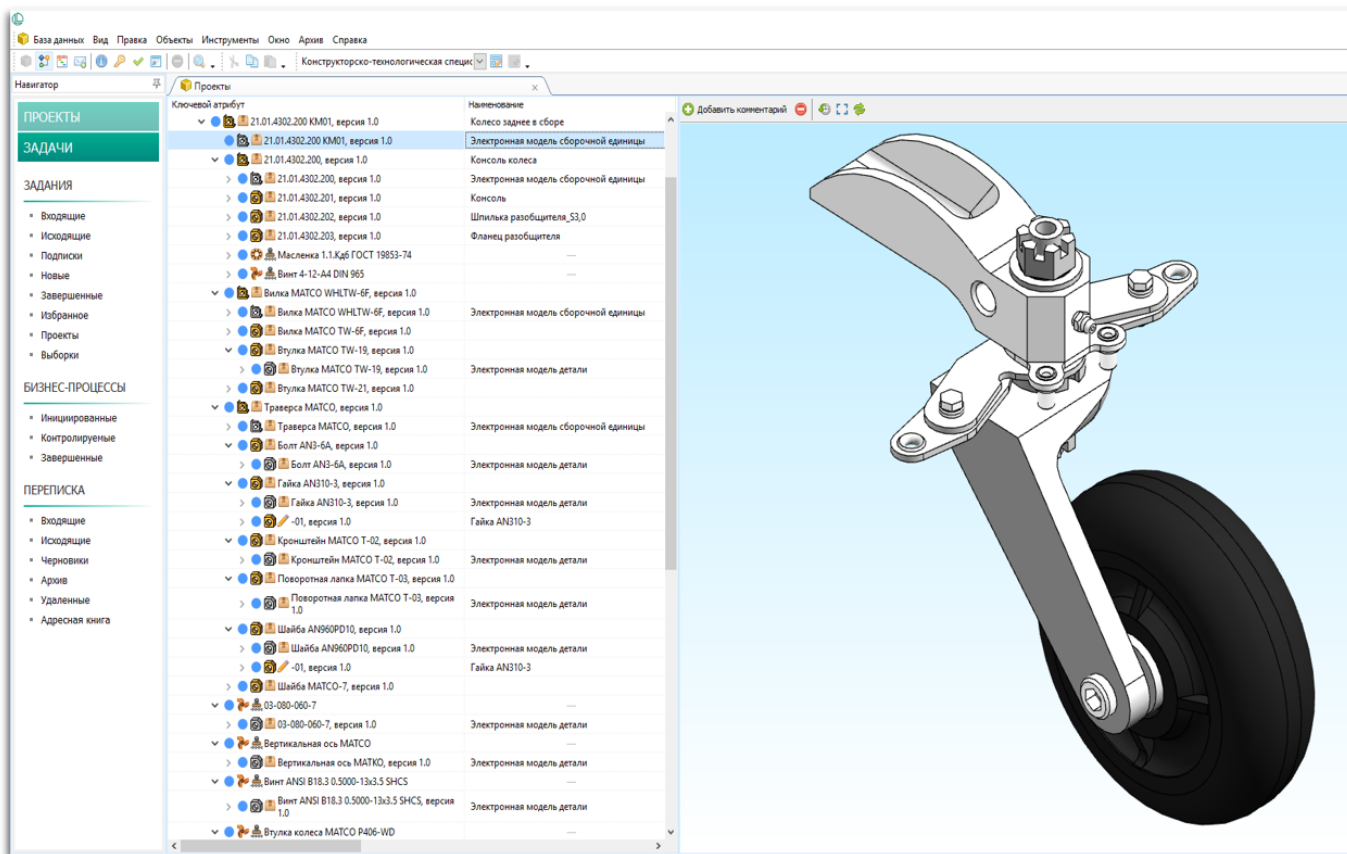 База данных Вид Правка Объекты Инструменты Окно Архив Справка
Конструкторско-технологическая специс
Навигатор
Проекты
ПРОЕКТЫ
ЗАДАЧИ
ЗАДАНИЯ
Входящие
Исходящие
Подписки
Новые
Завершенные
Избранное
Проекты
Выборки
БИЗНЕС-ПРОЦЕССЫ
Инициированные
Контролируемые
Завершенные
ПЕРЕПИСКА
Входящие
Исходящие
Черновики
Архив
Удаленные
Адресная книга
Ключевой атрибут Наименование
21.01.4302.200 КМ01, версия 1.0 Колесо заднее в сборе
21.01.4302.200 КМ01, версия 1.0 Электронная модель сборочной единицы
21.01.4302.200, версия 1.0 Консоль колеса
21.01.4302.200, версия 1.0 Электронная модель сборочной единицы
21.01.4302.201, версия 1.0 Консоль
21.01.4302.202, версия 1.0 Шпилька разобщителя_S3,0
21.01.4302.203, версия 1.0 Фланец разобщителя
Масленка 1.1.Кд6 ГОСТ 19853-74 —
Винт 4-12-А4 DIN 965 —
Вилка MATCO WHLTW-6F, версия 1.0
Вилка MATCO WHLTW-6F, версия 1.0 Электронная модель сборочной единицы
Вилка MATCO TW-6F, версия 1.0
Втулка MATCO TW-19, версия 1.0
Втулка MATCO TW-19, версия 1.0 Электронная модель детали
Втулка MATCO TW-21, версия 1.0
Траверса MATCO, версия 1.0
Траверса MATCO, версия 1.0 Электронная модель сборочной единицы
Болт AN3-6A, версия 1.0
Болт AN3-6A, версия 1.0 Электронная модель детали
Гайка AN310-3, версия 1.0
Гайка AN310-3, версия 1.0 Электронная модель детали
-01, версия 1.0 Гайка AN310-3
Кронштейн MATCO T-02, версия 1.0
Кронштейн MATCO T-02, версия 1.0 Электронная модель детали
Поворотная лапка MATCO T-03, версия 1.0
Поворотная лапка MATCO T-03, версия
1.0 Электронная модель детали
Шайба AN960PD10, версия 1.0
Шайба AN960PD10, версия 1.0 Электронная модель детали
-01, версия 1.0 Гайка AN310-3
Шайба MATCO-7, версия 1.0
03-080-060-7 —
03-080-060-7, версия 1.0 Электронная модель детали
Вертикальная ось MATCO —
Вертикальная ось МАТКО, версия 1.0 Электронная модель детали
Винт ANSI B18.3 0.5000-13x3.5 SHCS —
Винт ANSI B18.3 0.5000-13x3.5 SHCS, версия
1.0 Электронная модель детали
Втулка колеса MATCO P406-WD —
Добавить комментарий